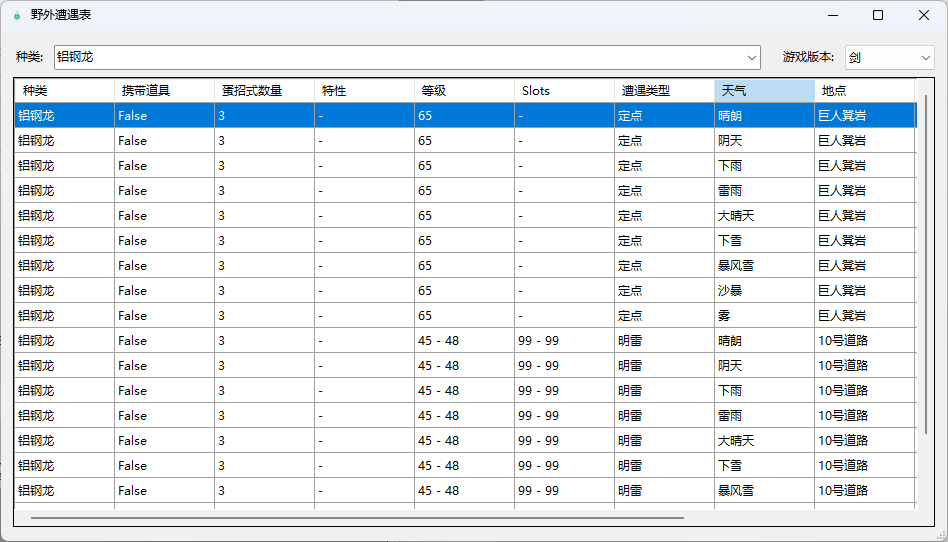 野外遭遇表
种类: 铝钢龙 游戏版本: 剑
种类 携带道具 蛋招式数量 特性 等级 Slots 遭遇类型 天气 地点
铝钢龙 False 3 - 65 - 定点 晴朗 巨人凳岩
铝钢龙 False 3 - 65 - 定点 阴天 巨人凳岩
铝钢龙 False 3 - 65 - 定点 下雨 巨人凳岩
铝钢龙 False 3 - 65 - 定点 雷雨 巨人凳岩
铝钢龙 False 3 - 65 - 定点 大晴天 巨人凳岩
铝钢龙 False 3 - 65 - 定点 下雪 巨人凳岩
铝钢龙 False 3 - 65 - 定点 暴风雪 巨人凳岩
铝钢龙 False 3 - 65 - 定点 沙暴 巨人凳岩
铝钢龙 False 3 - 65 - 定点 雾 巨人凳岩
铝钢龙 False 3 - 45 - 48 99 - 99 明雷 晴朗 10号道路
铝钢龙 False 3 - 45 - 48 99 - 99 明雷 阴天 10号道路
铝钢龙 False 3 - 45 - 48 99 - 99 明雷 下雨 10号道路
铝钢龙 False 3 - 45 - 48 99 - 99 明雷 雷雨 10号道路
铝钢龙 False 3 - 45 - 48 99 - 99 明雷 大晴天 10号道路
铝钢龙 False 3 - 45 - 48 99 - 99 明雷 下雪 10号道路
铝钢龙 False 3 - 45 - 48 99 - 99 明雷 暴风雪 10号道路